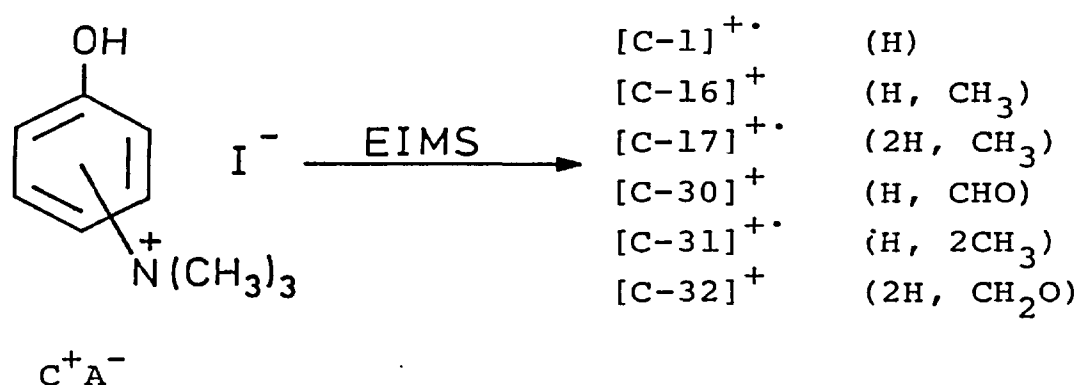 OH
I⁻
N⁺(CH₃)₃
C⁺A⁻
EIMS
[C-1]⁺· (H)
[C-16]⁺ (H, CH₃)
[C-17]⁺· (2H, CH₃)
[C-30]⁺ (H, CHO)
[C-31]⁺· (H, 2CH₃)
[C-32]⁺ (2H, CH₂O)